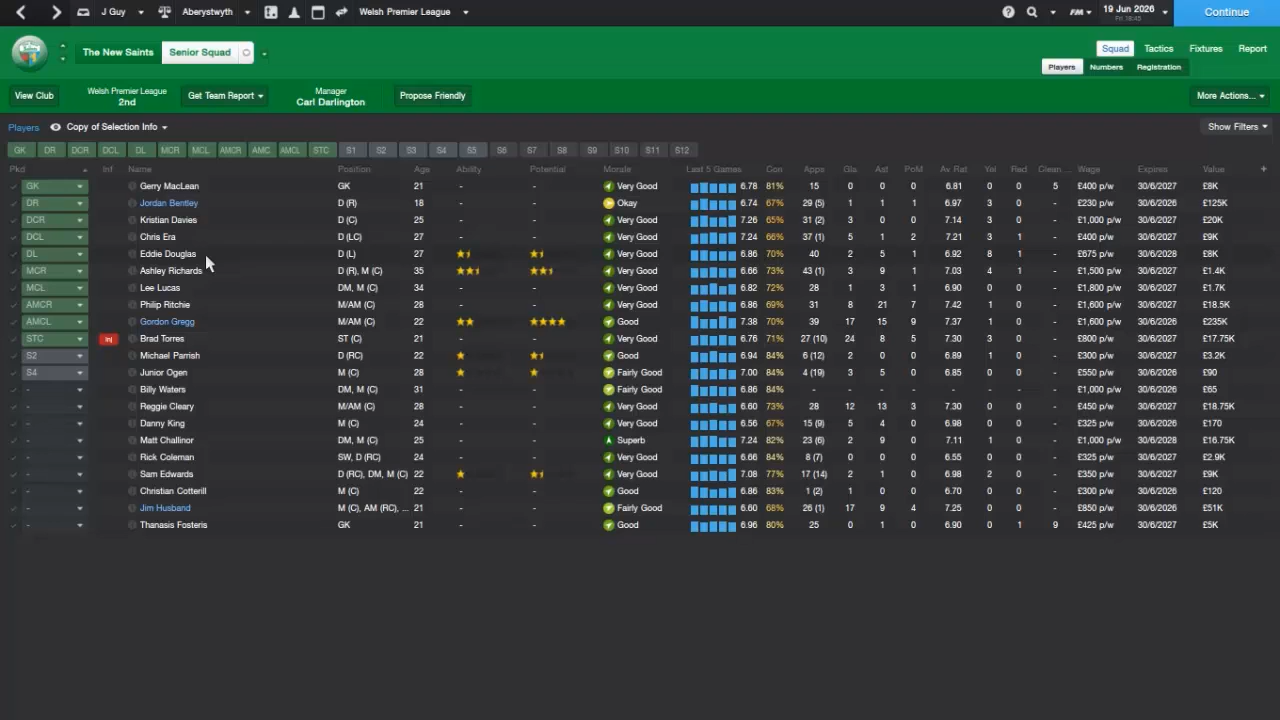 J Guy Aberystwyth Welsh Premier League FM 19 Jun 2026 Fri 18:45 Continue
The New Saints Senior Squad Squad Tactics Fixtures Report
Players Numbers Registration
View Club Welsh Premier League 2nd Get Team Report Manager Carl Darlington Propose Friendly More Actions...
Players Copy of Selection Info Show Filters
GK DR DCR DCL DL MCR MCL AMCR AMC AMCL STC S1 S2 S3 S4 S5 S6 S7 S8 S9 S10 S11 S12
Pkd Inf Name Position Age Ability Potential Morale Last 5 Games Con Apps Gls Ast PoM Av Rat Yel Red Clean ... Wage Expires Value +
GK Gerry MacLean GK 21 - - Very Good 6.78 81% 15 0 0 0 6.81 0 0 5 £400 p/w 30/6/2027 £8K
DR Jordan Bentley D (R) 18 - - Okay 6.74 67% 29 (5) 1 1 1 6.97 3 0 - £230 p/w 30/6/2026 £125K
DCR Kristian Davies D (C) 25 - - Very Good 7.26 65% 31 (2) 3 0 0 7.14 3 0 - £1,000 p/w 30/6/2027 £20K
DCL Chris Era D (LC) 27 - - Very Good 7.24 66% 37 (1) 5 1 2 7.21 3 1 - £400 p/w 30/6/2027 £9K
DL Eddie Douglas D (L) 27 Very Good 6.86 70% 40 2 5 0 6.92 8 1 - £675 p/w 30/6/2028 £8K
MCR Ashley Richards D (R), M (C) 35 Very Good 6.66 73% 43 (1) 3 9 1 7.03 4 1 - £1,500 p/w 30/6/2027 £1.4K
MCL Lee Lucas DM, M (C) 34 - - Very Good 6.82 72% 28 1 3 1 6.90 0 0 - £1,800 p/w 30/6/2027 £1.7K
AMCR Philip Ritchie M/AM (C) 28 - - Very Good 6.86 69% 31 8 21 7 7.42 1 0 - £1,600 p/w 30/6/2027 £18.5K
AMCL Gordon Gregg M/AM (C) 22 Good 7.38 70% 39 17 15 9 7.37 1 0 - £1,600 p/w 30/6/2026 £235K
STC Inj Brad Torres ST (C) 21 - - Very Good 6.76 71% 27 (10) 24 8 5 7.30 3 0 - £800 p/w 30/6/2027 £17.75K
S2 Michael Parrish D (RC) 22 Good 6.94 84% 6 (12) 2 0 0 6.89 1 0 - £300 p/w 30/6/2027 £3.2K
S4 Junior Ogen M (C) 28 Fairly Good 7.00 84% 4 (19) 3 5 0 6.85 0 0 - £550 p/w 30/6/2026 £90
- Billy Waters DM, M (C) 31 - - Fairly Good 6.86 84% - - - - - - - - £1,000 p/w 30/6/2026 £65
- Reggie Cleary M/AM (C) 28 - - Very Good 6.60 73% 28 12 13 3 7.30 0 0 - £450 p/w 30/6/2027 £18.75K
- Danny King M (C) 24 - - Very Good 6.56 67% 15 (9) 5 4 0 6.98 0 0 - £325 p/w 30/6/2026 £170
- Matt Challinor DM, M (C) 25 - - Superb 7.24 82% 23 (6) 2 9 0 7.11 1 0 - £1,000 p/w 30/6/2028 £16.75K
- Rick Coleman SW, D (RC) 24 - - Very Good 6.66 84% 8 (7) 0 0 0 6.55 0 0 - £325 p/w 30/6/2027 £2.9K
- Sam Edwards D (RC), DM, M (C) 22 Very Good 7.08 77% 17 (14) 2 1 0 6.98 2 0 - £350 p/w 30/6/2027 £9K
- Christian Cotterill M (C) 22 - - Good 6.86 83% 1 (2) 1 0 0 6.70 0 0 - £300 p/w 30/6/2026 £120
- Jim Husband M (C), AM (RC), ... 21 - - Fairly Good 6.60 68% 26 (1) 17 9 4 7.25 0 0 - £850 p/w 30/6/2026 £51K
- Thanasis Fosteris GK 21 - - Good 6.96 80% 25 0 1 0 6.90 0 1 9 £425 p/w 30/6/2027 £5K